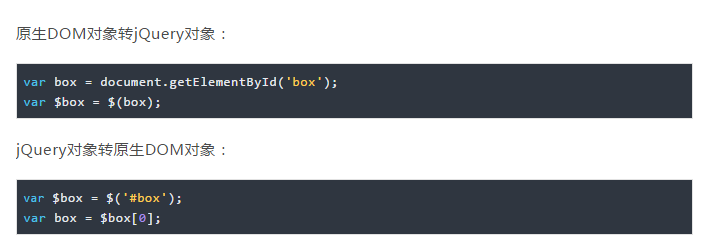 原生DOM对象转jQuery对象：
var box = document.getElementById('box');
var $box = $(box);
jQuery对象转原生DOM对象：
var $box = $('#box');
var box = $box[0];